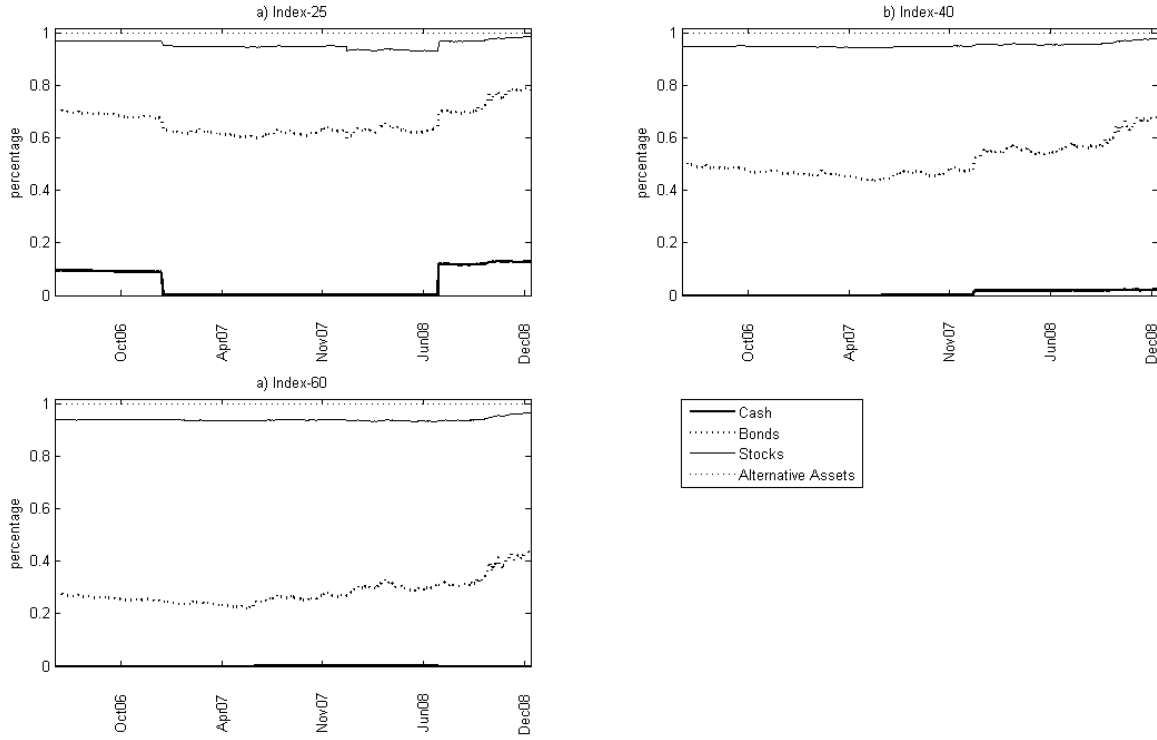 a) Index-25
1
0.8
0.6
0.4
0.2
0
percentage
Oct06
Apr07
Nov07
Jun08
Dec08
b) Index-40
1
0.8
0.6
0.4
0.2
0
percentage
Oct06
Apr07
Nov07
Jun08
Dec08
a) Index-60
1
0.8
0.6
0.4
0.2
0
percentage
Oct06
Apr07
Nov07
Jun08
Dec08
Cash
Bonds
Stocks
Alternative Assets